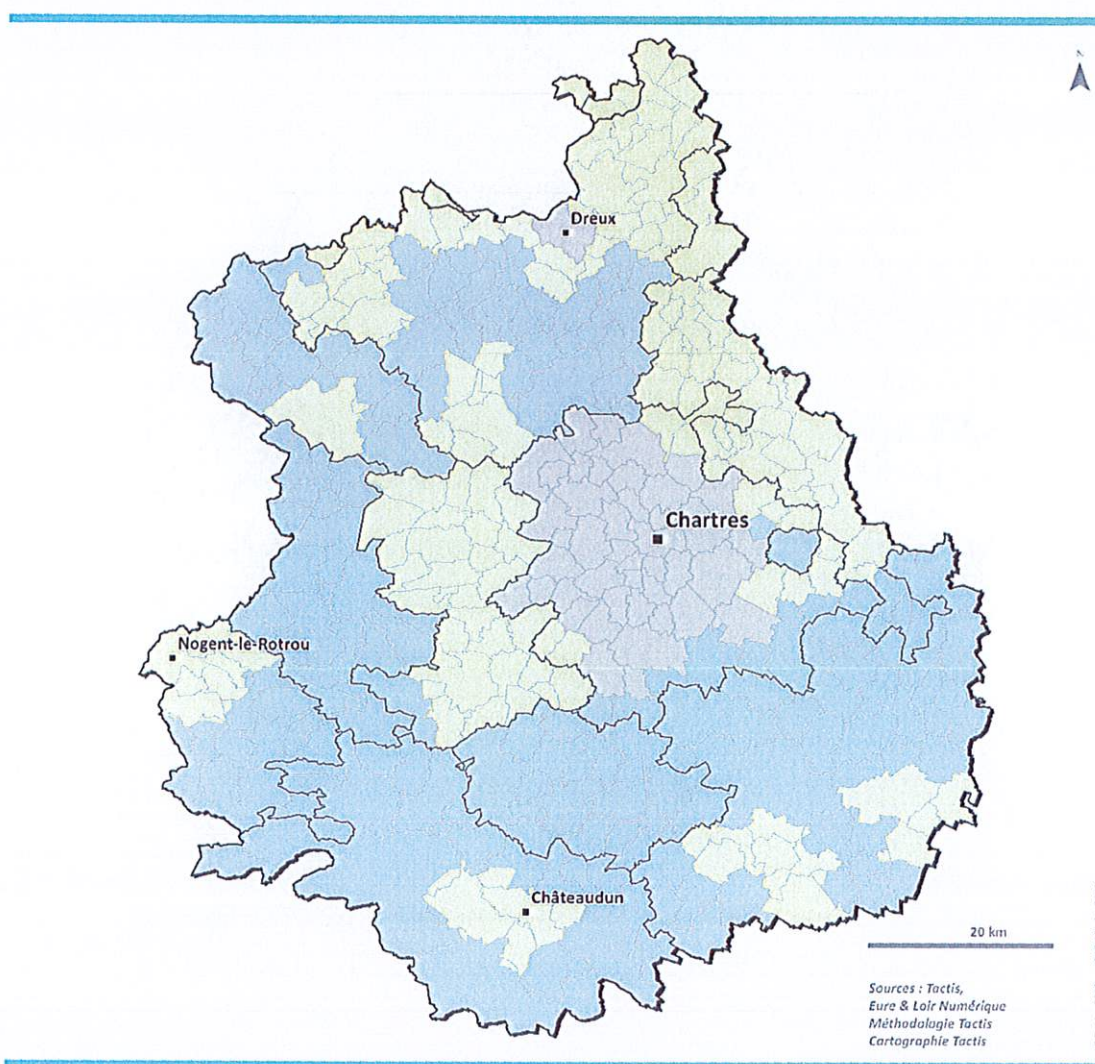 N
Dreux
Chartres
Nogent-le-Rotrou
Châteaudun
20 km
Sources : Tactis,
Eure & Loir Numérique
Méthodologie Tactis
Cartographie Tactis